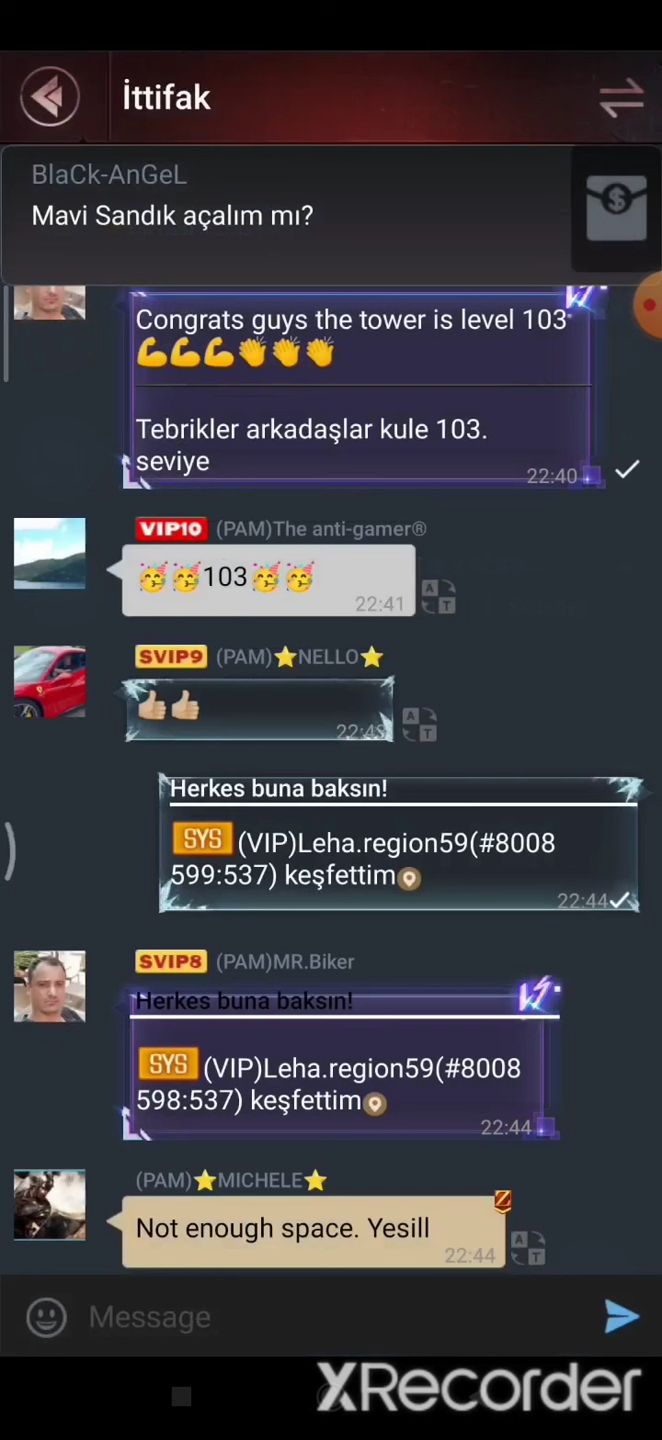 İttifak
BlaCk-AnGeL
Mavi Sandık açalım mı?
Congrats guys the tower is level 103
💪💪💪👏👏👏
Tebrikler arkadaşlar kule 103.
seviye
22:40
VIP10 (PAM)The anti-gamer®
🥳🥳103🥳🥳
22:41
SVIP9 (PAM)⭐NELLO⭐
👍🏼👍🏼
Herkes buna baksın!
SYS (VIP)Leha.region59(#8008
599:537) keşfettim
22:44
SVIP8 (PAM)MR.Biker
Herkes buna baksın!
SYS (VIP)Leha.region59(#8008
598:537) keşfettim
22:44
(PAM)⭐MICHELE⭐
Not enough space. Yesill
22:44
Message
XRecorder